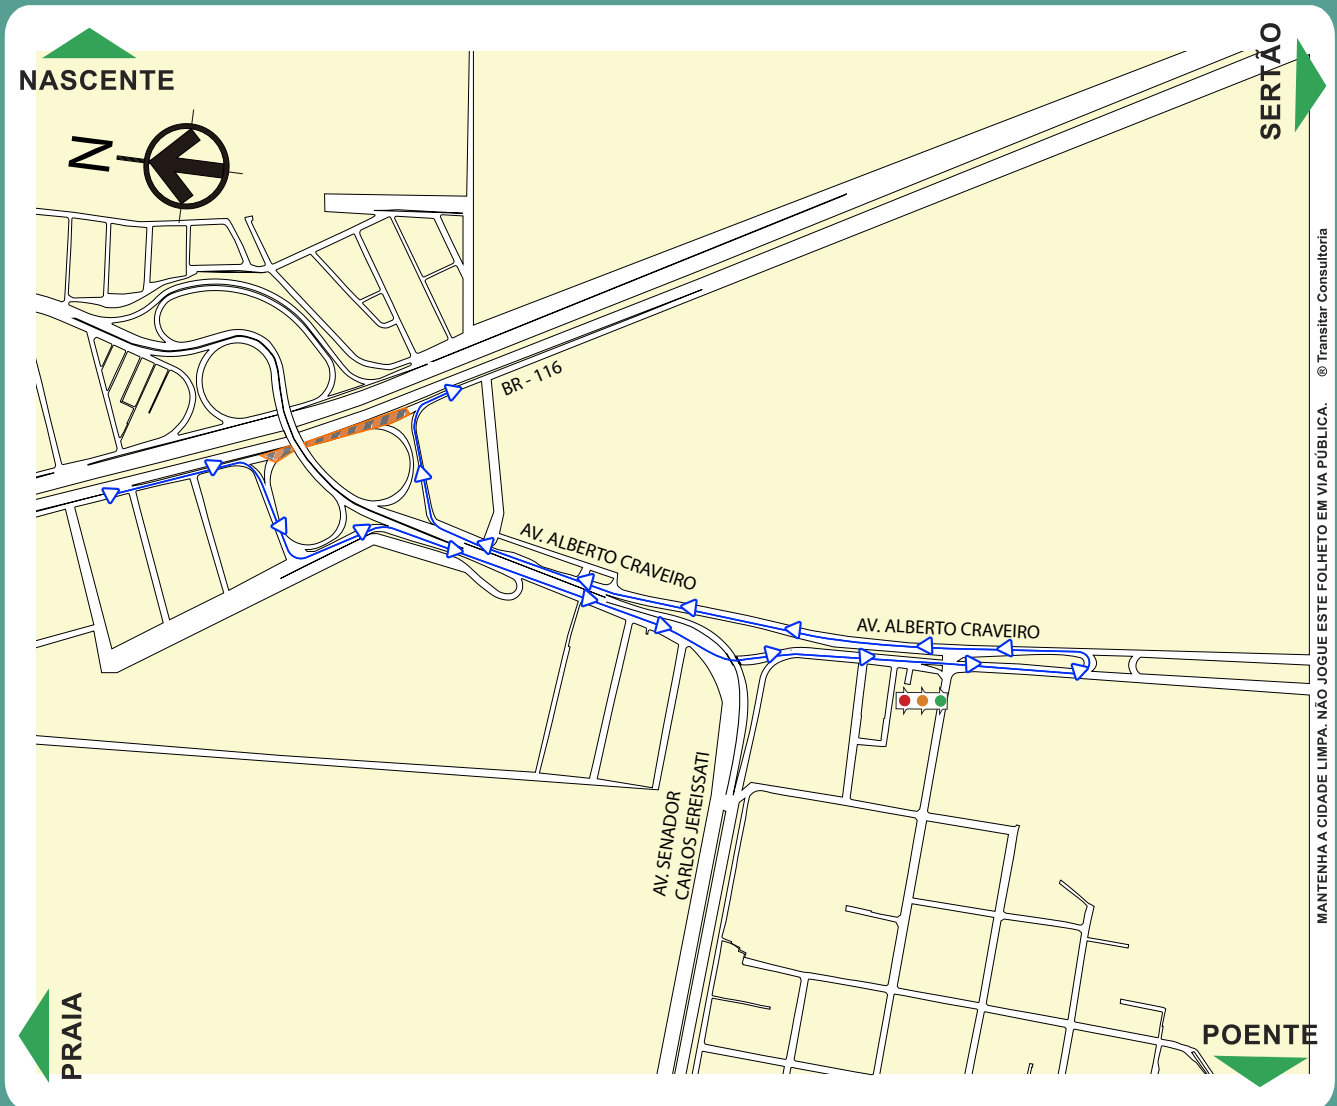 NASCENTE
SERTÃO
N
BR - 116
AV. ALBERTO CRAVEIRO
AV. ALBERTO CRAVEIRO
AV. SENADOR
CARLOS JEREISSATI
PRAIA
POENTE
MANTENHA A CIDADE LIMPA. NÃO JOGUE ESTE FOLHETO EM VIA PÚBLICA. ® Transitar Consultoria